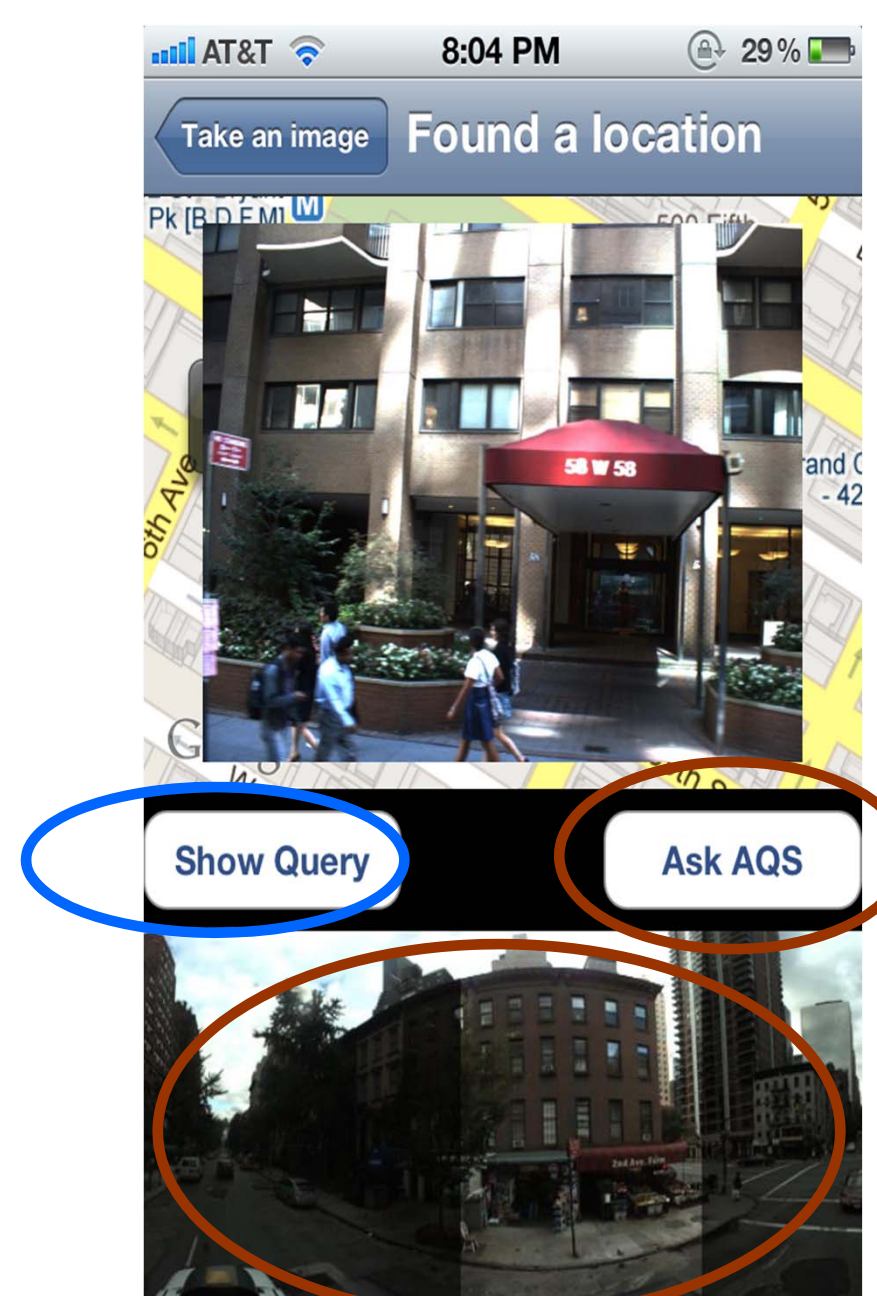 AT&T 8:04 PM 29%
Take an image Found a location
Pk [B,D,F,M] M
500 Fifth
58 W 58
6th Ave
rand C
- 42
G
W
Show Query Ask AQS
2nd Ave. Farm